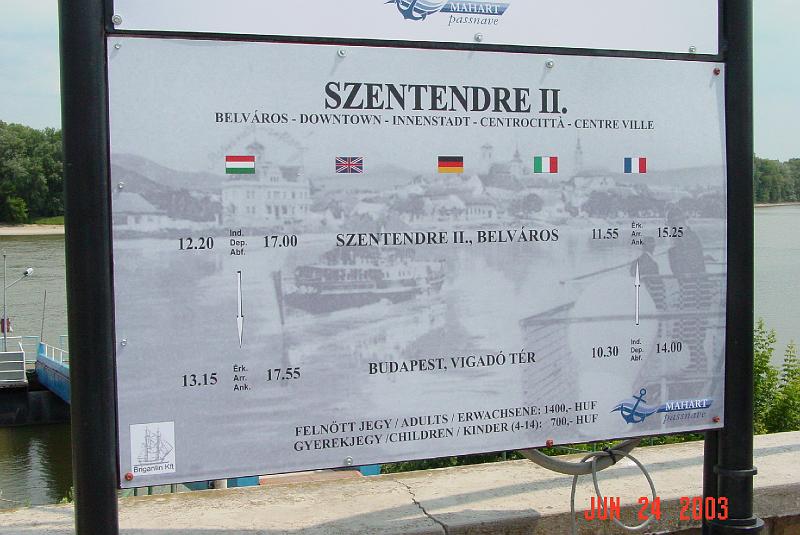 MAHART
passnave
SZENTENDRE II.
BELVÁROS - DOWNTOWN - INNENSTADT - CENTROCITTÀ - CENTRE VILLE
12.20 Ind. Dep. Abf. 17.00 SZENTENDRE II., BELVÁROS 11.55 Érk. Arr. Ank. 15.25
13.15 Érk. Arr. Ank. 17.55 BUDAPEST, VIGADÓ TÉR 10.30 Ind. Dep. Abf. 14.00
FELNŐTT JEGY / ADULTS / ERWACHSENE: 1400,- HUF
GYEREKJEGY /CHILDREN / KINDER (4-14): 700,- HUF
MAHART
passnave
Brigantin Kft
JUN 24 2003